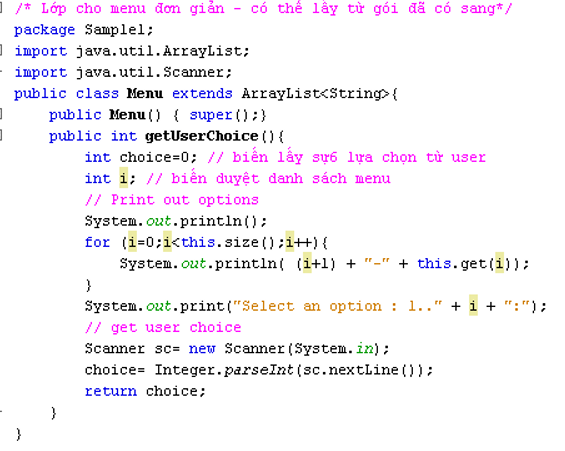 /* Lớp cho menu đơn giản - có thể lây từ gói đã có sang*/
package Sample1;
import java.util.ArrayList;
import java.util.Scanner;
public class Menu extends ArrayList<String>{
public Menu() { super();}
public int getUserChoice(){
int choice=0; // biến lấy sự6 lựa chọn từ user
int i; // biến duyệt danh sách menu
// Print out options
System.out.println();
for (i=0;i<this.size();i++){
System.out.println( (i+1) + "-" + this.get(i));
}
System.out.print("Select an option : 1.." + i + ":");
// get user choice
Scanner sc= new Scanner(System.in);
choice= Integer.parseInt(sc.nextLine());
return choice;
}
}